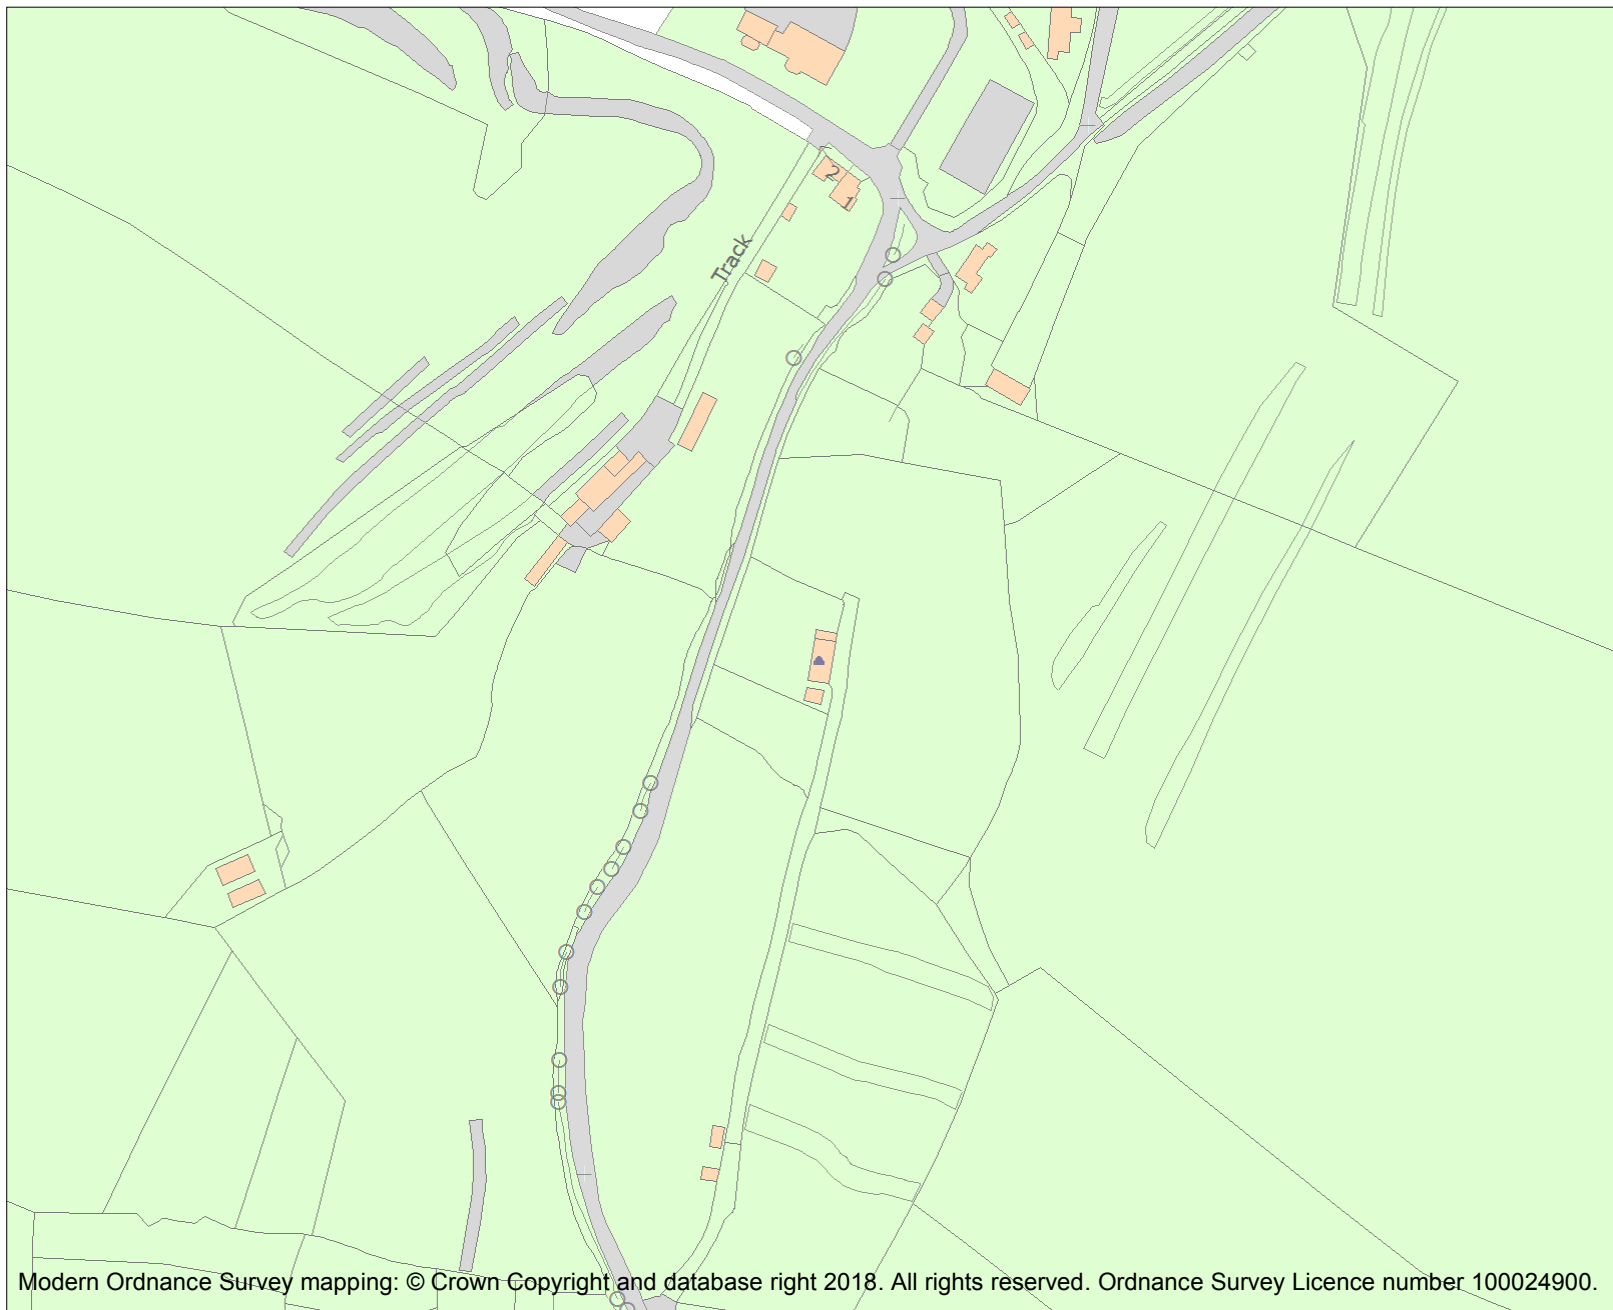 2
1
Track
Modern Ordnance Survey mapping: © Crown Copyright and database right 2018. All rights reserved. Ordnance Survey Licence number 100024900.